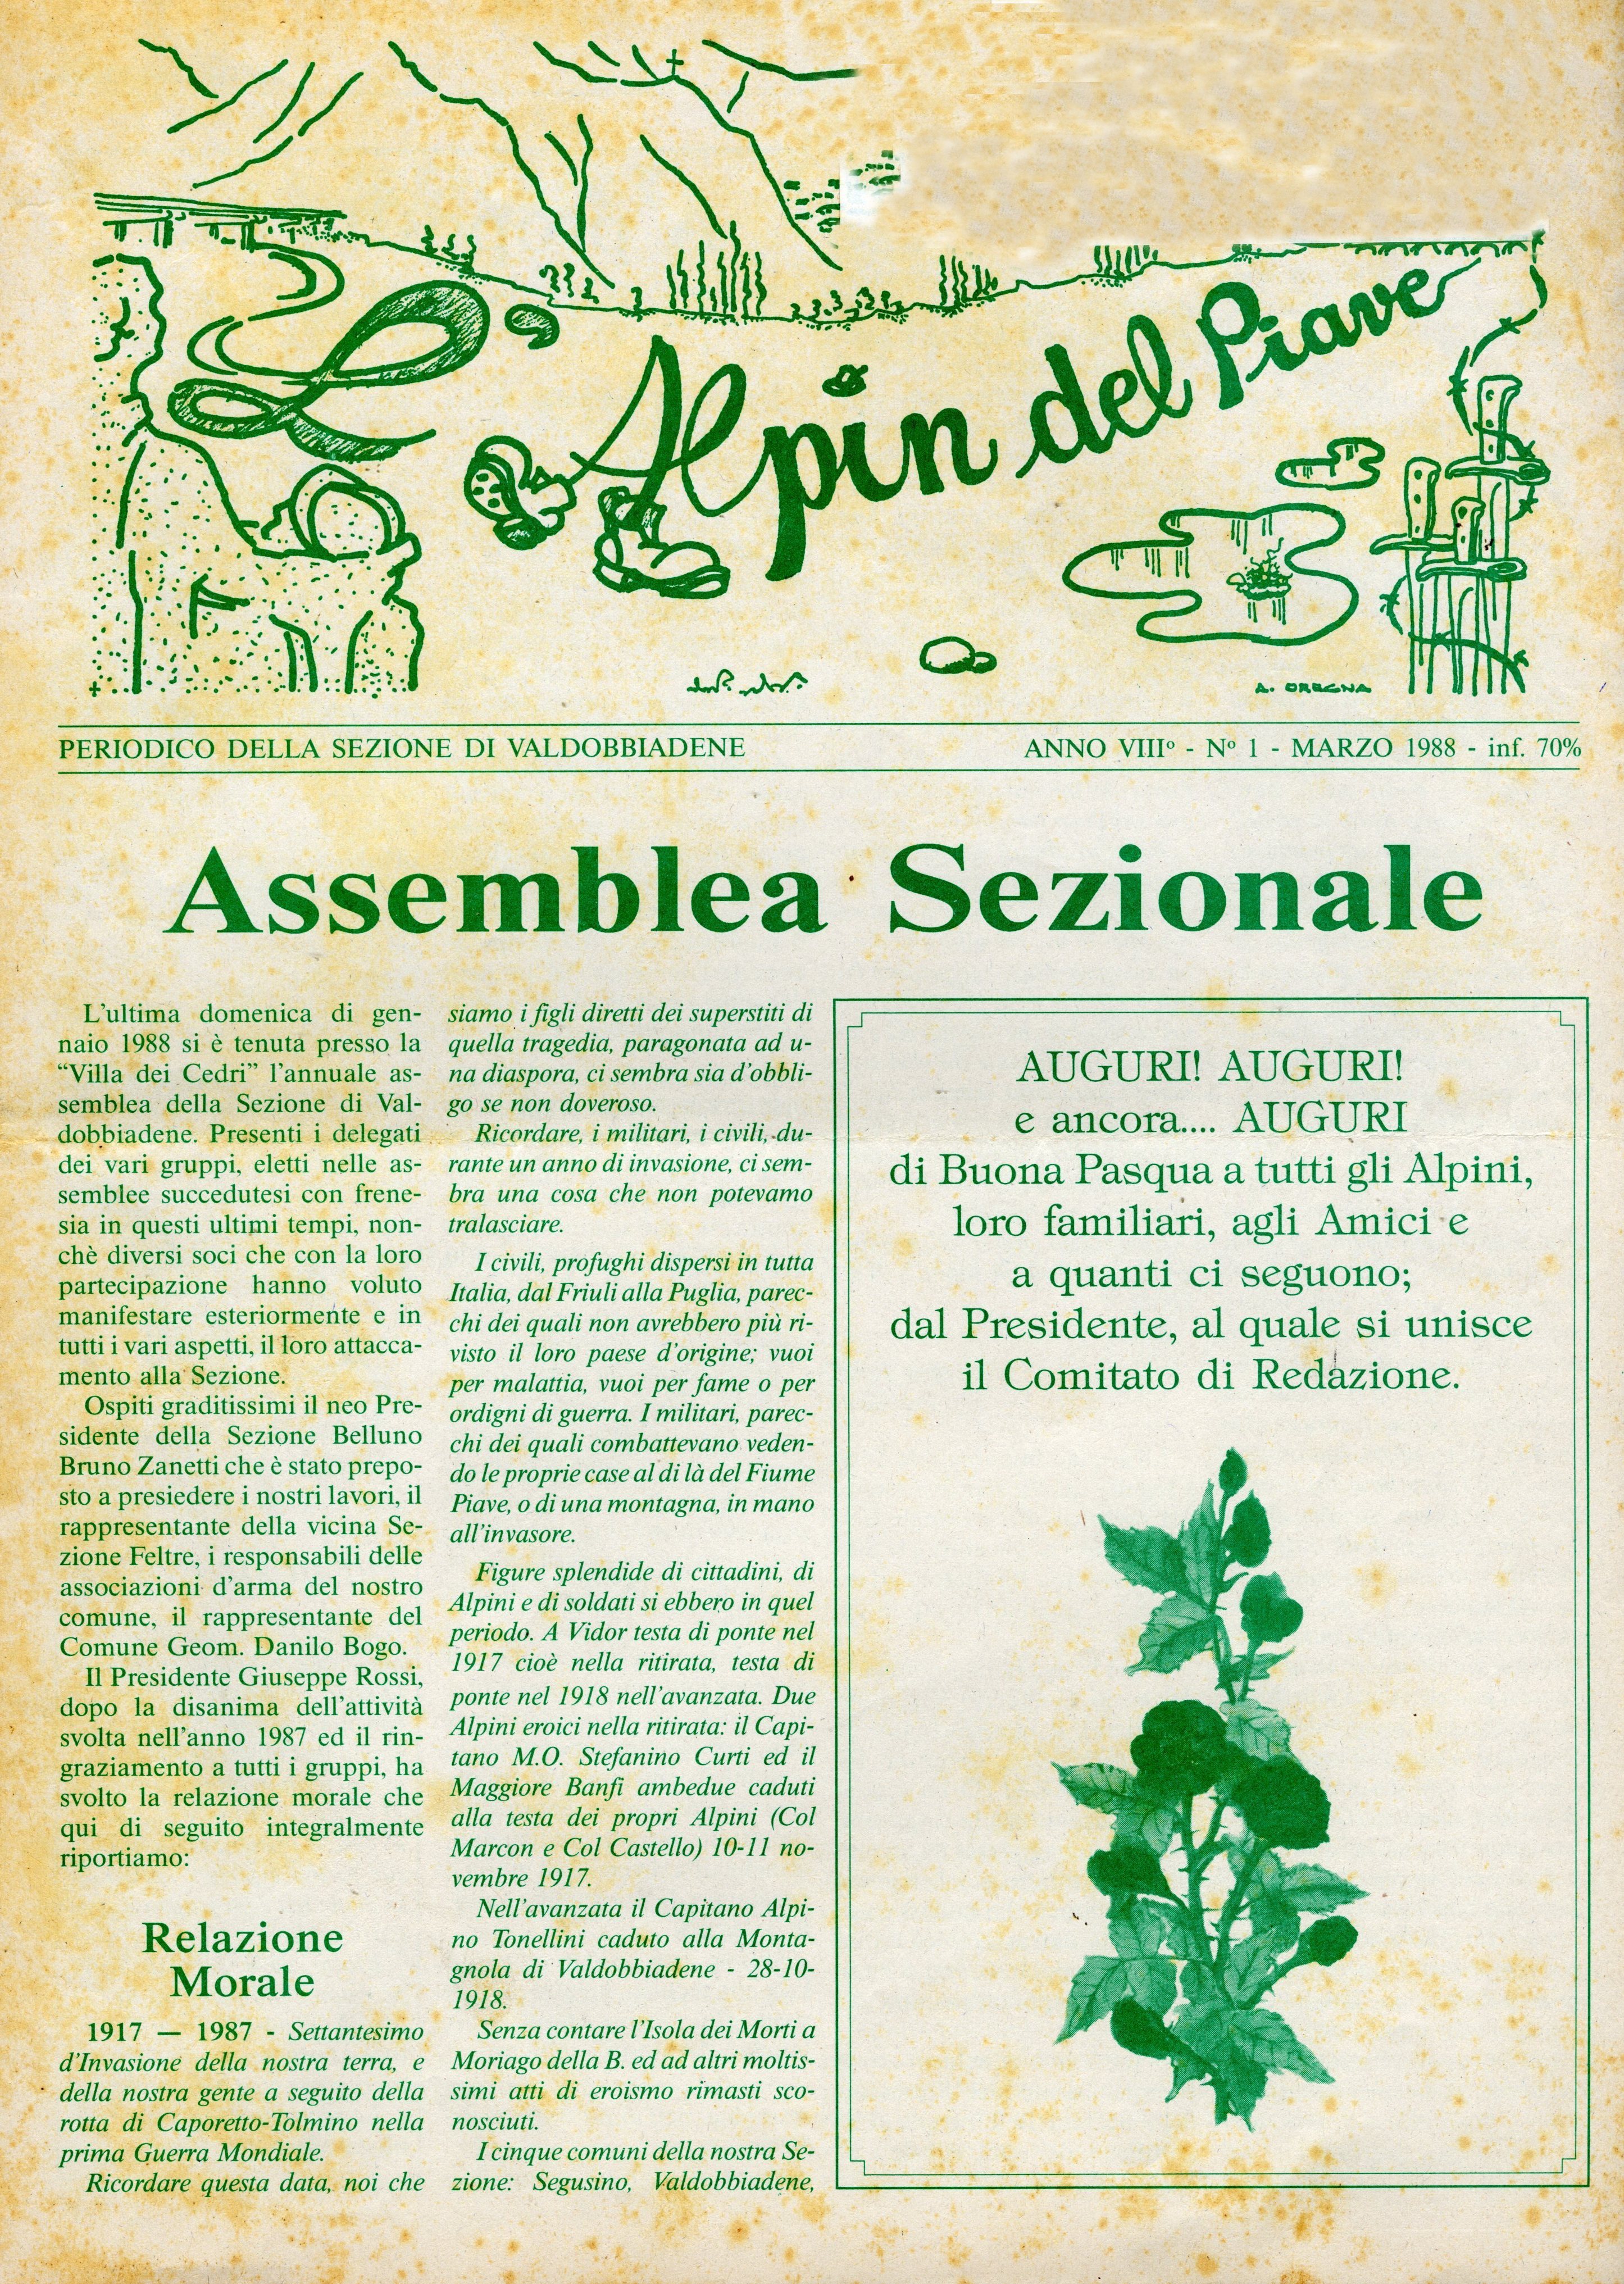 L'Alpin del Piave
A. OREGNA
PERIODICO DELLA SEZIONE DI VALDOBBIADENE
ANNO VIIIº - Nº 1 - MARZO 1988 - inf. 70%
Assemblea Sezionale
L'ultima domenica di gen-
naio 1988 si è tenuta presso la
“Villa dei Cedri” l'annuale as-
semblea della Sezione di Val-
dobbiadene. Presenti i delegati
dei vari gruppi, eletti nelle as-
semblee succedutesi con frene-
sia in questi ultimi tempi, non-
chè diversi soci che con la loro
partecipazione hanno voluto
manifestare esteriormente e in
tutti i vari aspetti, il loro attacca-
mento alla Sezione.
Ospiti graditissimi il neo Pre-
sidente della Sezione Belluno
Bruno Zanetti che è stato prepo-
sto a presiedere i nostri lavori, il
rappresentante della vicina Se-
zione Feltre, i responsabili delle
associazioni d'arma del nostro
comune, il rappresentante del
Comune Geom. Danilo Bogo.
Il Presidente Giuseppe Rossi,
dopo la disanima dell'attività
svolta nell'anno 1987 ed il rin-
graziamento a tutti i gruppi, ha
svolto la relazione morale che
qui di seguito integralmente
riportiamo:
Relazione
Morale
1917 — 1987 - Settantesimo
d'Invasione della nostra terra, e
della nostra gente a seguito della
rotta di Caporetto-Tolmino nella
prima Guerra Mondiale.
Ricordare questa data, noi che
siamo i figli diretti dei superstiti di
quella tragedia, paragonata ad u-
na diaspora, ci sembra sia d'obbli-
go se non doveroso.
Ricordare, i militari, i civili, du-
rante un anno di invasione, ci sem-
bra una cosa che non potevamo
tralasciare.
I civili, profughi dispersi in tutta
Italia, dal Friuli alla Puglia, parec-
chi dei quali non avrebbero più ri-
visto il loro paese d'origine; vuoi
per malattia, vuoi per fame o per
ordigni di guerra. I militari, parec-
chi dei quali combattevano veden-
do le proprie case al di là del Fiume
Piave, o di una montagna, in mano
all'invasore.
Figure splendide di cittadini, di
Alpini e di soldati si ebbero in quel
periodo. A Vidor testa di ponte nel
1917 cioè nella ritirata, testa di
ponte nel 1918 nell'avanzata. Due
Alpini eroici nella ritirata: il Capi-
tano M.O. Stefanino Curti ed il
Maggiore Banfi ambedue caduti
alla testa dei propri Alpini (Col
Marcon e Col Castello) 10-11 no-
vembre 1917.
Nell'avanzata il Capitano Alpi-
no Tonellini caduto alla Monta-
gnola di Valdobbiadene - 28-10-
1918.
Senza contare l'Isola dei Morti a
Moriago della B. ed ad altri moltis-
simi atti di eroismo rimasti sco-
nosciuti.
I cinque comuni della nostra Se-
zione: Segusino, Valdobbiadene,
AUGURI! AUGURI!
e ancora.... AUGURI
di Buona Pasqua a tutti gli Alpini,
loro familiari, agli Amici e
a quanti ci seguono;
dal Presidente, al quale si unisce
il Comitato di Redazione.